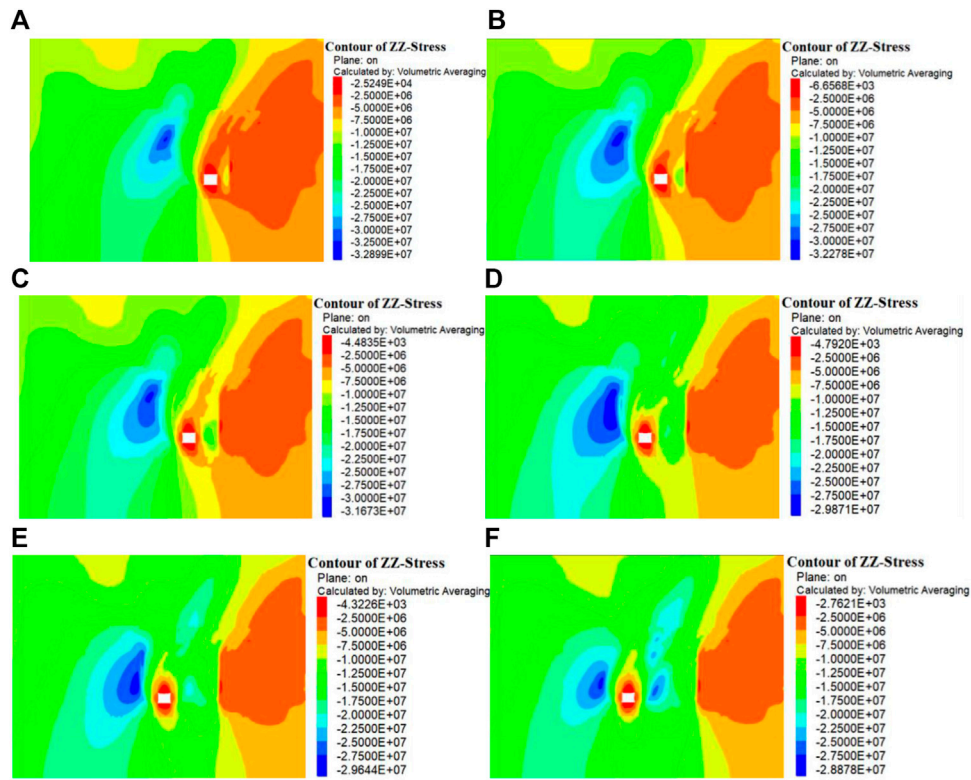 A
Contour of ZZ-Stress
Plane: on
Calculated by: Volumetric Averaging
-2.5249E+04
-2.5000E+06
-5.0000E+06
-7.5000E+06
-1.0000E+07
-1.2500E+07
-1.5000E+07
-1.7500E+07
-2.0000E+07
-2.2500E+07
-2.5000E+07
-2.7500E+07
-3.0000E+07
-3.2500E+07
-3.2899E+07
B
Contour of ZZ-Stress
Plane: on
Calculated by: Volumetric Averaging
-6.6568E+03
-2.5000E+06
-5.0000E+06
-7.5000E+06
-1.0000E+07
-1.2500E+07
-1.5000E+07
-1.7500E+07
-2.0000E+07
-2.2500E+07
-2.5000E+07
-2.7500E+07
-3.0000E+07
-3.2278E+07
C
Contour of ZZ-Stress
Plane: on
Calculated by: Volumetric Averaging
-4.4835E+03
-2.5000E+06
-5.0000E+06
-7.5000E+06
-1.0000E+07
-1.2500E+07
-1.5000E+07
-1.7500E+07
-2.0000E+07
-2.2500E+07
-2.5000E+07
-2.7500E+07
-3.0000E+07
-3.1673E+07
D
Contour of ZZ-Stress
Plane: on
Calculated by: Volumetric Averaging
-4.7920E+03
-2.5000E+06
-5.0000E+06
-7.5000E+06
-1.0000E+07
-1.2500E+07
-1.5000E+07
-1.7500E+07
-2.0000E+07
-2.2500E+07
-2.5000E+07
-2.7500E+07
-2.9871E+07
E
Contour of ZZ-Stress
Plane: on
Calculated by: Volumetric Averaging
-4.3226E+03
-2.5000E+06
-5.0000E+06
-7.5000E+06
-1.0000E+07
-1.2500E+07
-1.5000E+07
-1.7500E+07
-2.0000E+07
-2.2500E+07
-2.5000E+07
-2.7500E+07
-2.9644E+07
F
Contour of ZZ-Stress
Plane: on
Calculated by: Volumetric Averaging
-2.7621E+03
-2.5000E+06
-5.0000E+06
-7.5000E+06
-1.0000E+07
-1.2500E+07
-1.5000E+07
-1.7500E+07
-2.0000E+07
-2.2500E+07
-2.5000E+07
-2.7500E+07
-2.8878E+07